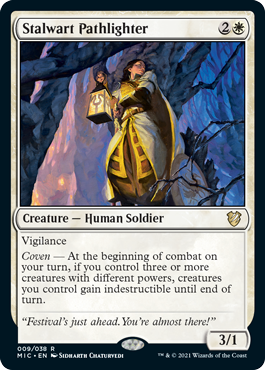 Stalwart Pathlighter 2
Creature — Human Soldier
Vigilance
Coven — At the beginning of combat on
your turn, if you control three or more
creatures with different powers, creatures
you control gain indestructible until end
of turn.
“Festival’s just ahead. You’re almost there!”
3/1
009/038 R
MIC • EN Sidharth Chaturvedi
™ & © 2021 Wizards of the Coast